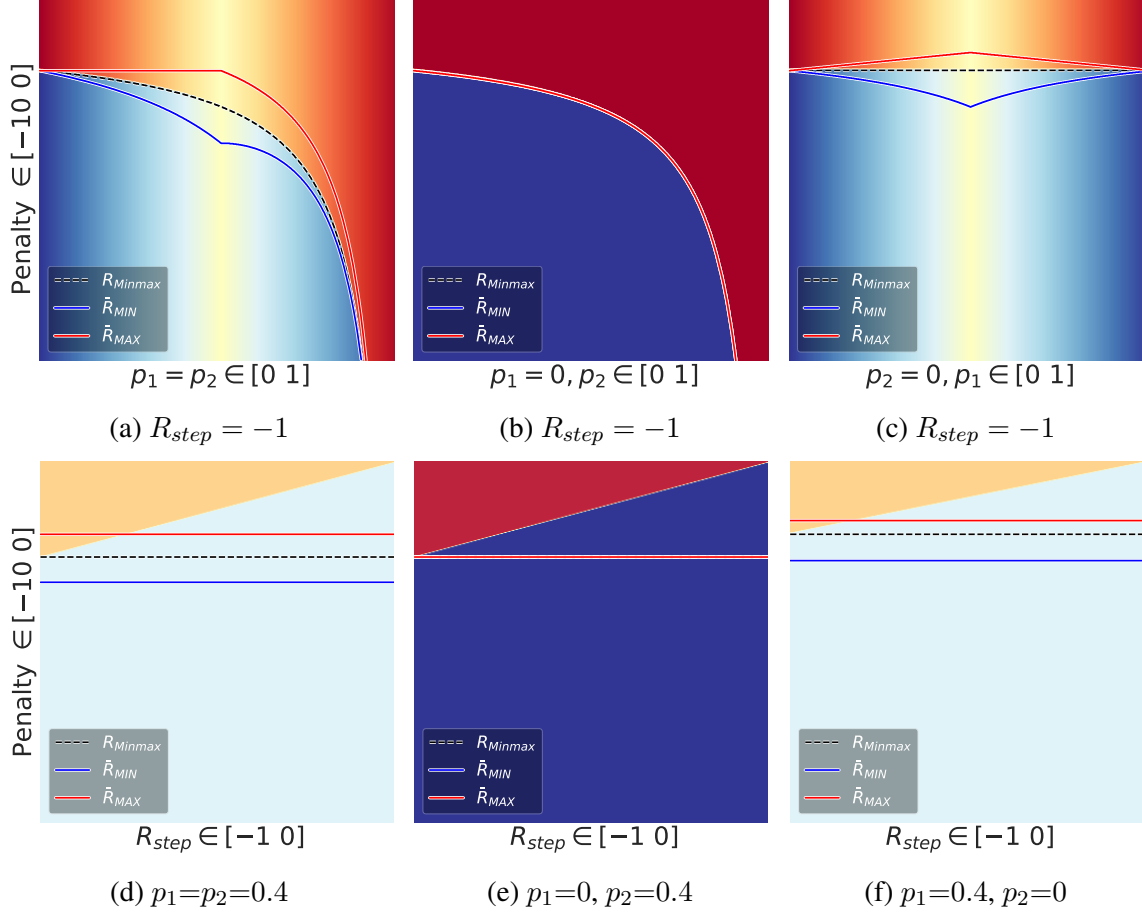 Penalty ∈ [−10 0]
R_Minmax
R̄_MIN
R̄_MAX
p₁ = p₂ ∈ [0 1]
(a) R_step = −1
R_Minmax
R̄_MIN
R̄_MAX
p₁ = 0, p₂ ∈ [0 1]
(b) R_step = −1
R_Minmax
R̄_MIN
R̄_MAX
p₂ = 0, p₁ ∈ [0 1]
(c) R_step = −1
Penalty ∈ [−10 0]
R_Minmax
R̄_MIN
R̄_MAX
R_step ∈ [−1 0]
(d) p₁=p₂=0.4
R_Minmax
R̄_MIN
R̄_MAX
R_step ∈ [−1 0]
(e) p₁=0, p₂=0.4
R_Minmax
R̄_MIN
R̄_MAX
R_step ∈ [−1 0]
(f) p₁=0.4, p₂=0